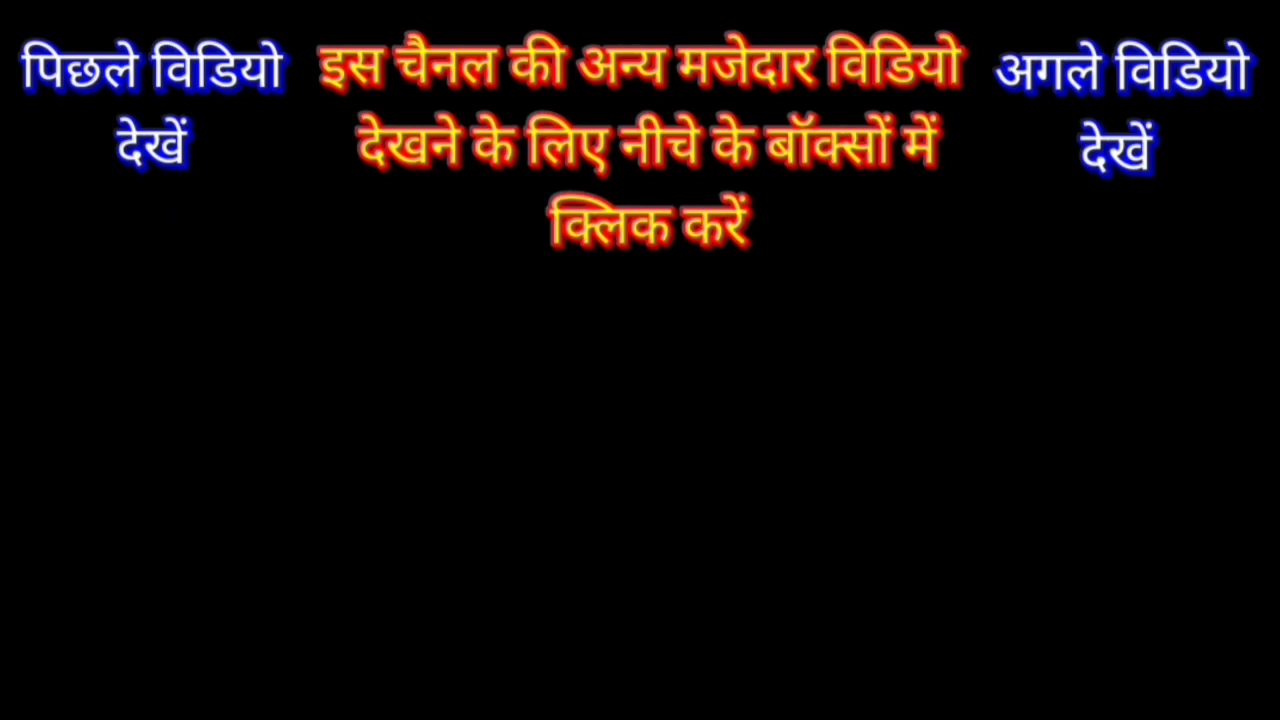 पिछले विडियो
देखें
इस चैनल की अन्य मजेदार विडियो
देखने के लिए नीचे के बॉक्सों में
क्लिक करें
अगले विडियो
देखें